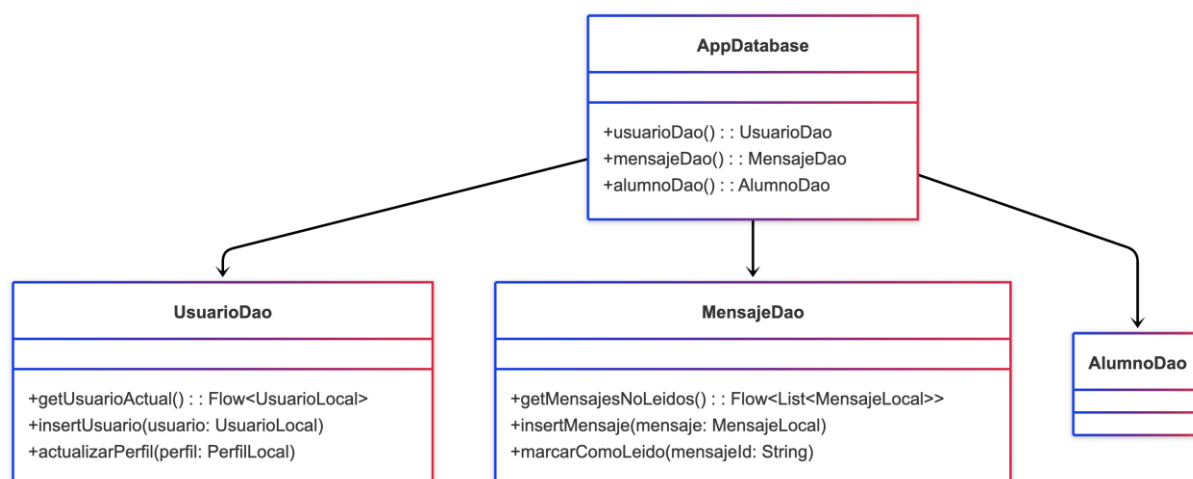 AppDatabase
+usuarioDao() : : UsuarioDao
+mensajeDao() : : MensajeDao
+alumnoDao() : : AlumnoDao
UsuarioDao
+getUsuarioActual() : : Flow<UsuarioLocal>
+insertUsuario(usuario: UsuarioLocal)
+actualizarPerfil(perfil: PerfilLocal)
MensajeDao
+getMensajesNoLeidos() : : Flow<List<MensajeLocal>>
+insertMensaje(mensaje: MensajeLocal)
+marcarComoLeido(mensajeId: String)
AlumnoDao